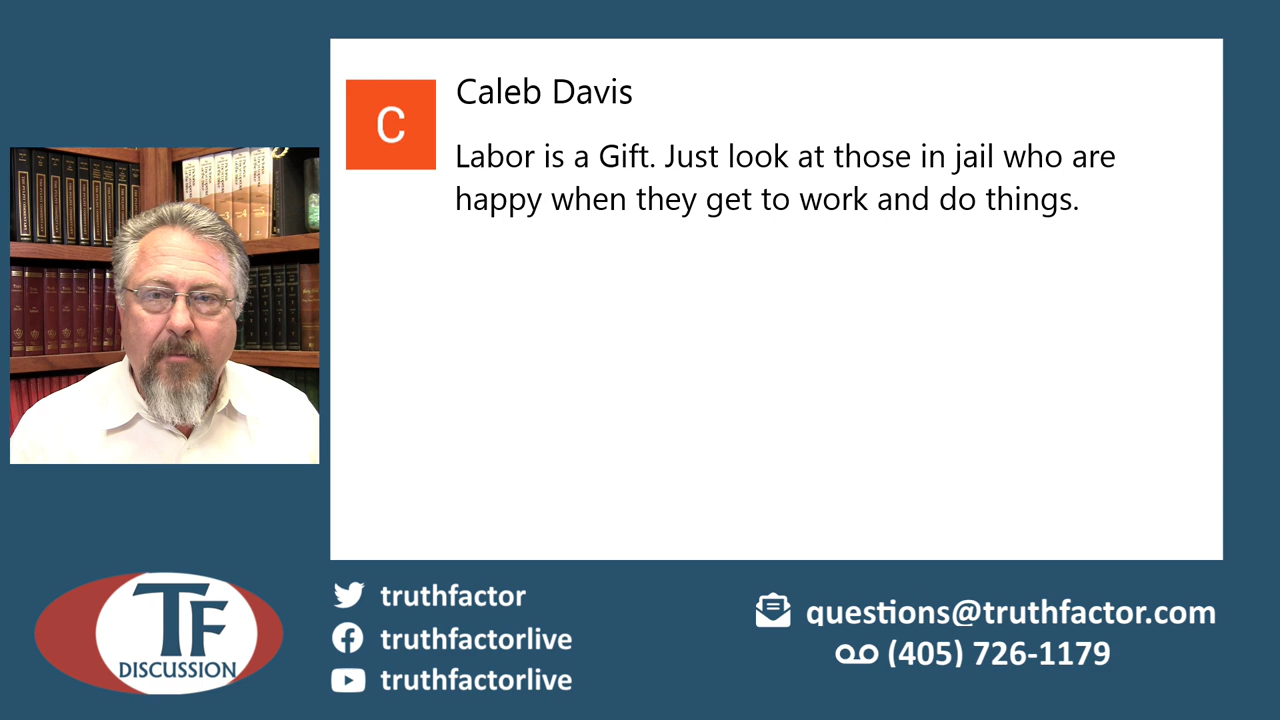 C
Caleb Davis
Labor is a Gift. Just look at those in jail who are
happy when they get to work and do things.
TF
DISCUSSION
truthfactor
truthfactorlive
truthfactorlive
questions@truthfactor.com
(405) 726-1179